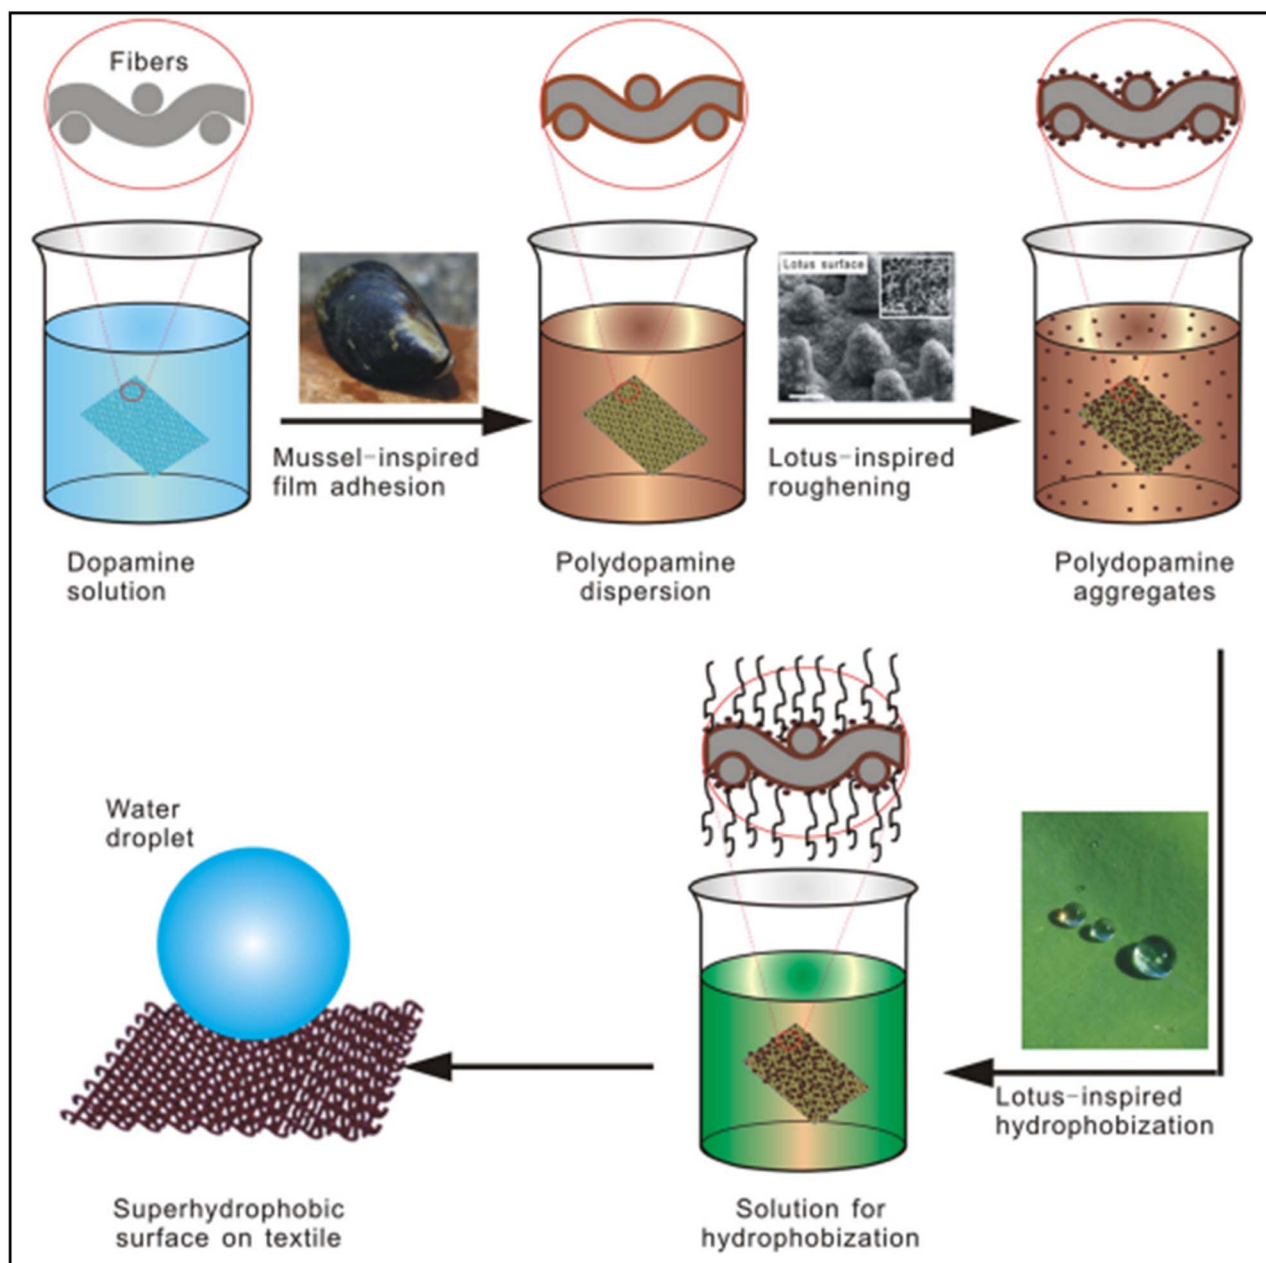 Fibers
Lotus surface
Mussel-inspired
film adhesion
Lotus-inspired
roughening
Dopamine
solution
Polydopamine
dispersion
Polydopamine
aggregates
Water
droplet
Lotus-inspired
hydrophobization
Superhydrophobic
surface on textile
Solution for
hydrophobization